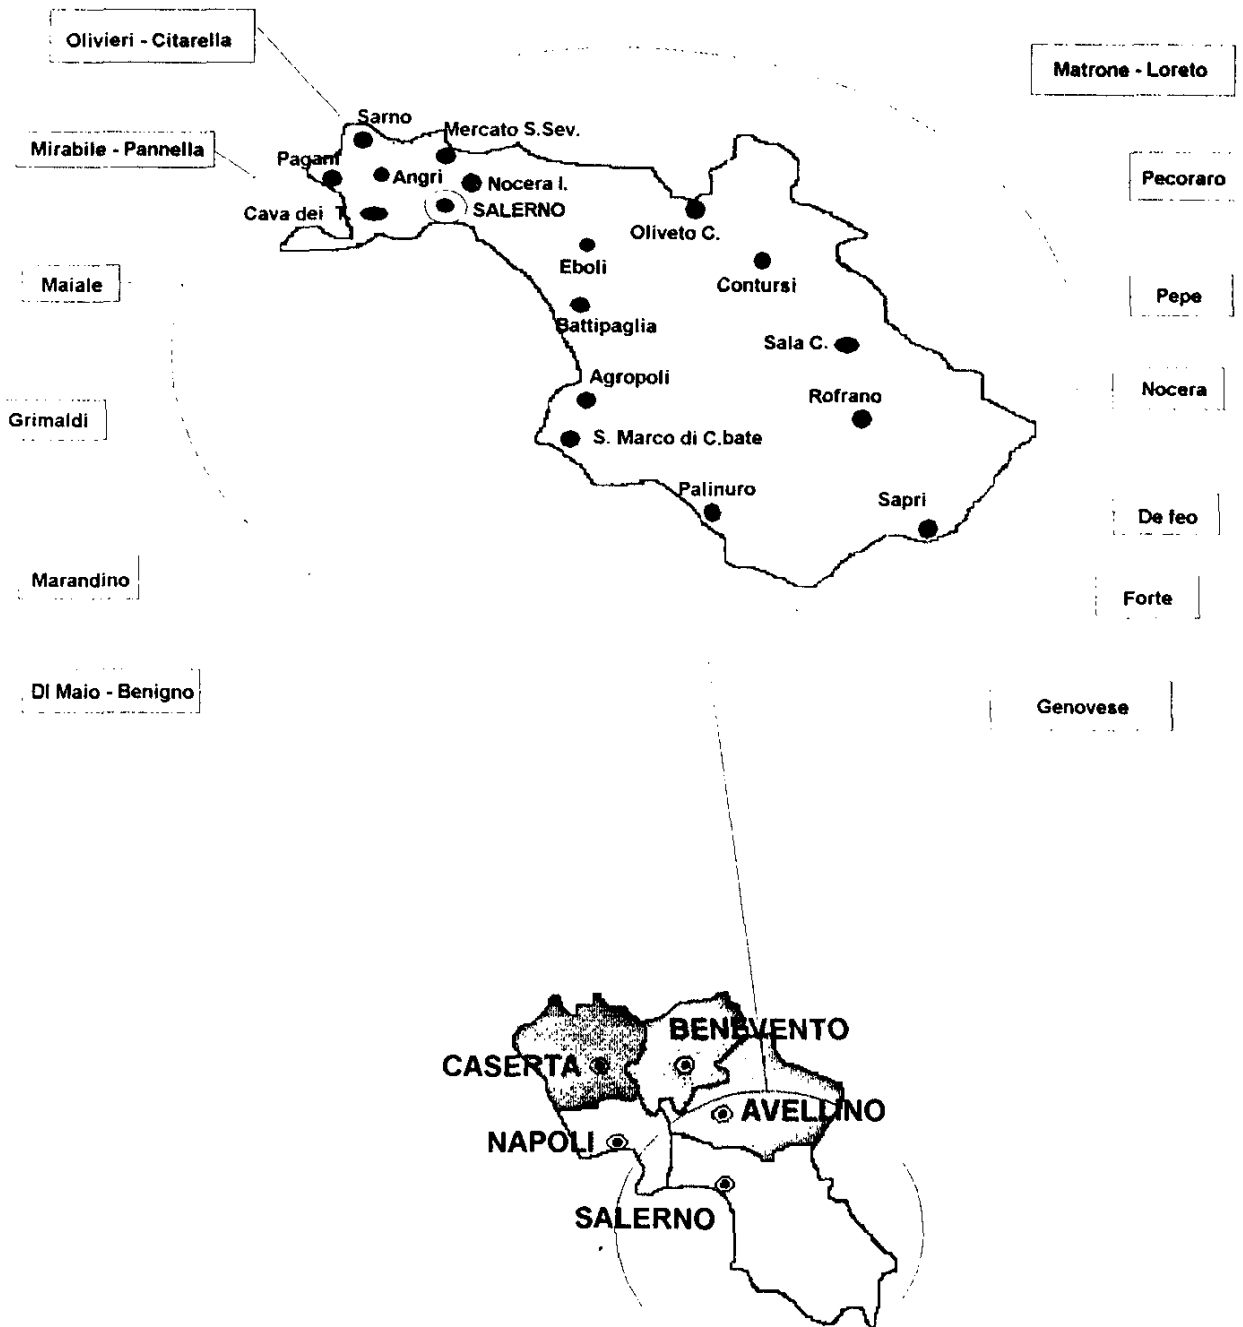 Olivieri - Citarella
Matrone - Loreto
Sarno
Mercato S.Sev.
Mirabile - Pannella
Pagani
Angri
Nocera I.
Pecoraro
Cava dei T.
SALERNO
Oliveto C.
Eboli
Contursi
Maiale
Pepe
Battipaglia
Sala C.
Agropoli
Rofrano
Nocera
Grimaldi
S. Marco di C.bate
Palinuro
Sapri
De feo
Marandino
Forte
DI Maio - Benigno
Genovese
BENEVENTO
CASERTA
AVELLINO
NAPOLI
SALERNO